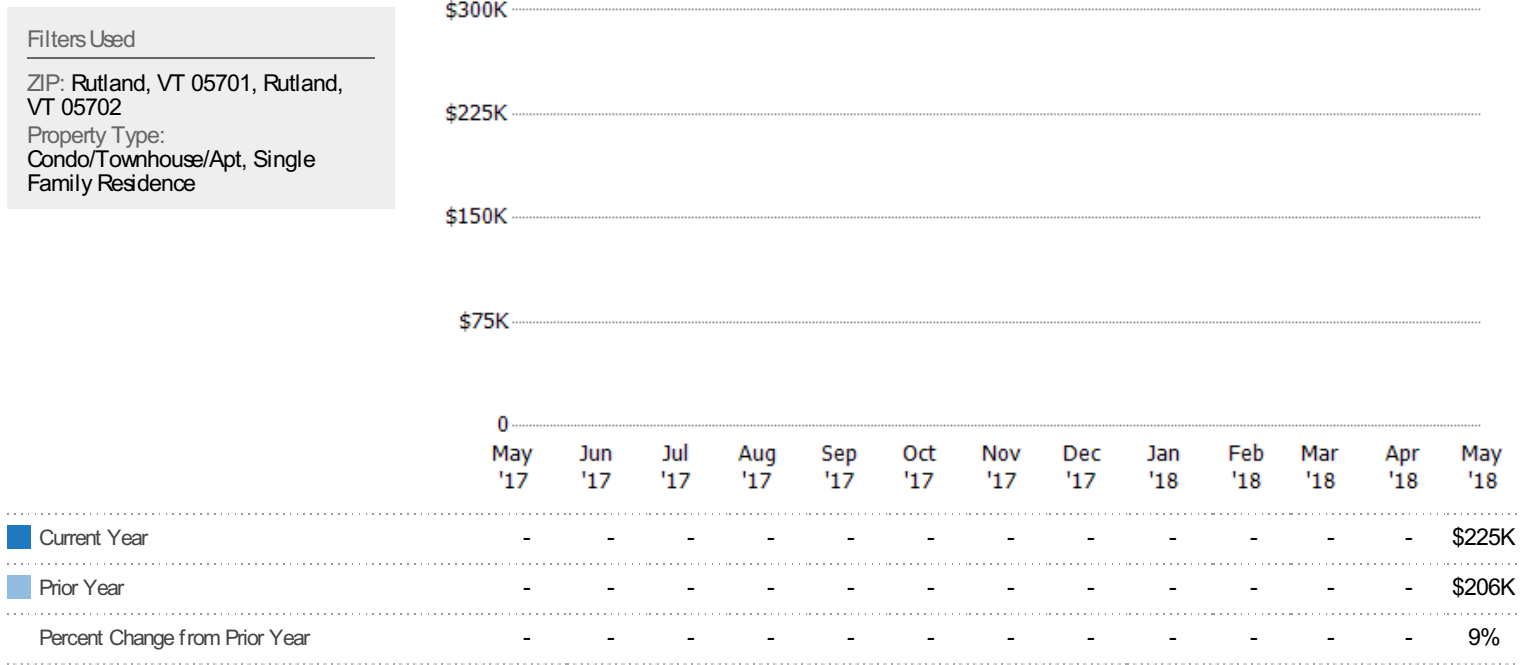 Filters Used
ZIP: Rutland, VT 05701, Rutland,
VT 05702
Property Type:
Condo/Townhouse/Apt, Single
Family Residence
$300K
$225K
$150K
$75K
0
May Jun Jul Aug Sep Oct Nov Dec Jan Feb Mar Apr May
'17 '17 '17 '17 '17 '17 '17 '17 '18 '18 '18 '18 '18
Current Year - - - - - - - - - - - - $225K
Prior Year - - - - - - - - - - - - $206K
Percent Change from Prior Year - - - - - - - - - - - - 9%